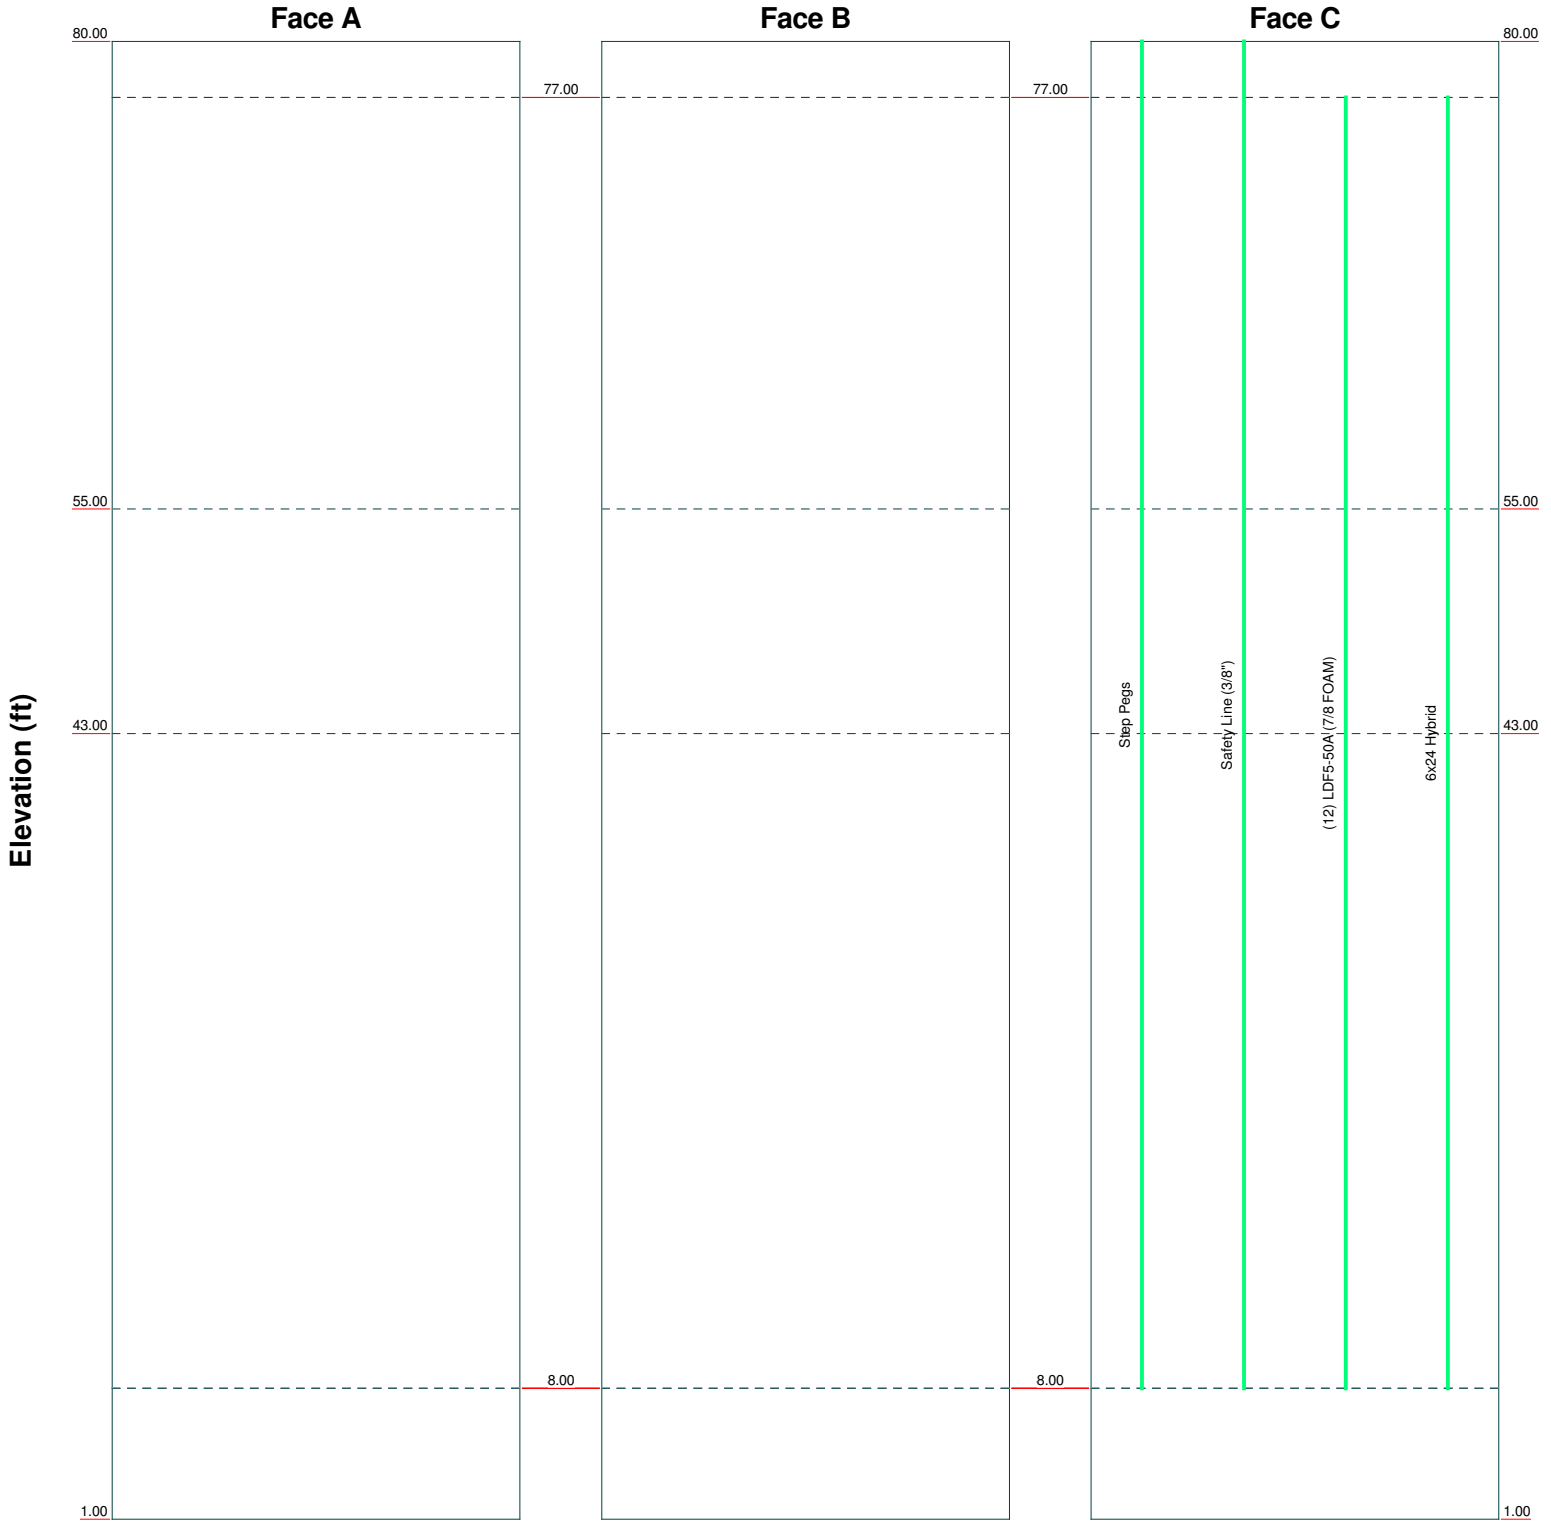 Face A
Face B
Face C
80.00
80.00
77.00
77.00
55.00
55.00
Step Pegs
Safety Line (3/8")
(12) LDF5-50A (7/8 FOAM)
6x24 Hybrid
43.00
43.00
Elevation (ft)
8.00
8.00
1.00
1.00